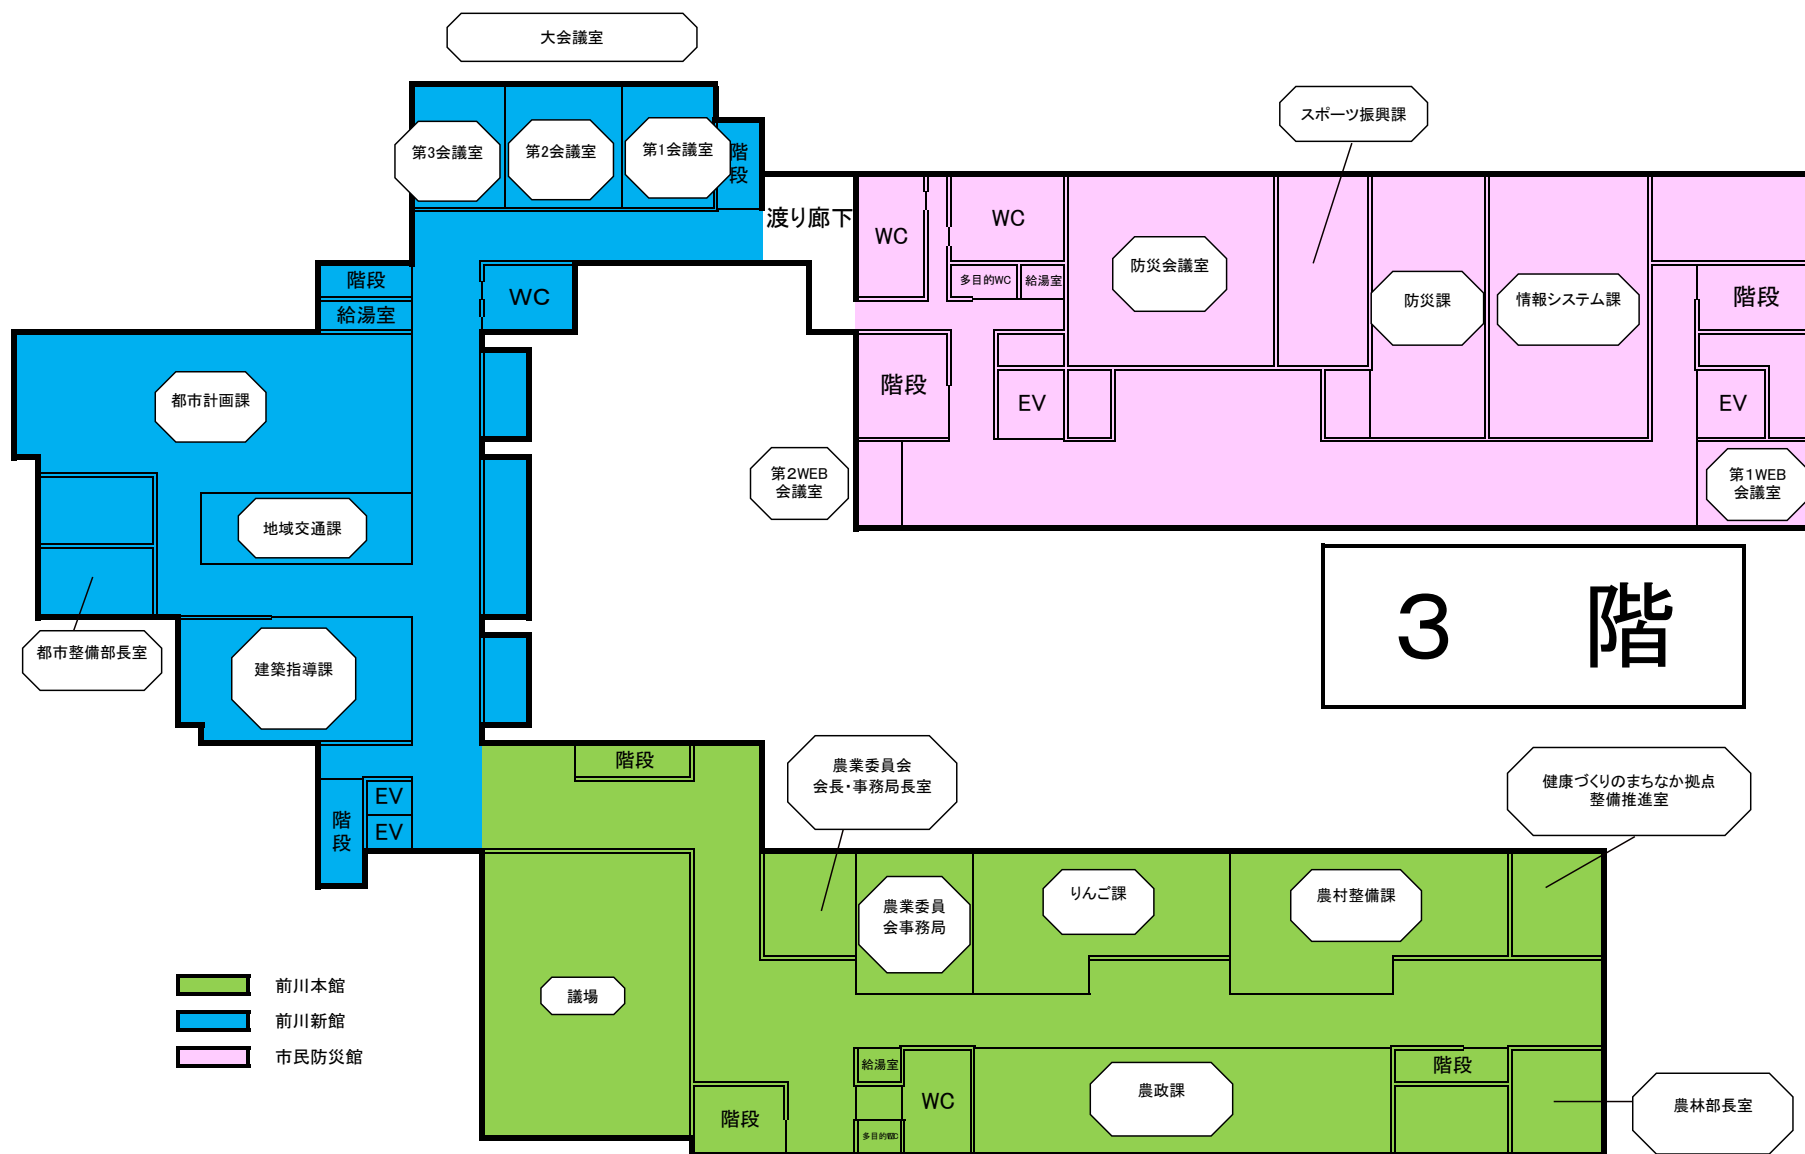 大会議室
スポーツ振興課
第3会議室
第2会議室
第1会議室
階段
渡り廊下
WC
WC
多目的WC
給湯室
防災会議室
防災課
情報システム課
階段
階段
給湯室
WC
階段
EV
EV
都市計画課
第2WEB
会議室
第1WEB
会議室
地域交通課
都市整備部長室
建築指導課
3 階
階段
EV
EV
階段
農業委員会
会長・事務局長室
健康づくりのまちなか拠点
整備推進室
農業委員
会事務局
りんご課
農村整備課
議場
前川本館
前川新館
市民防災館
給湯室
WC
多目的WC
階段
農政課
階段
農林部長室